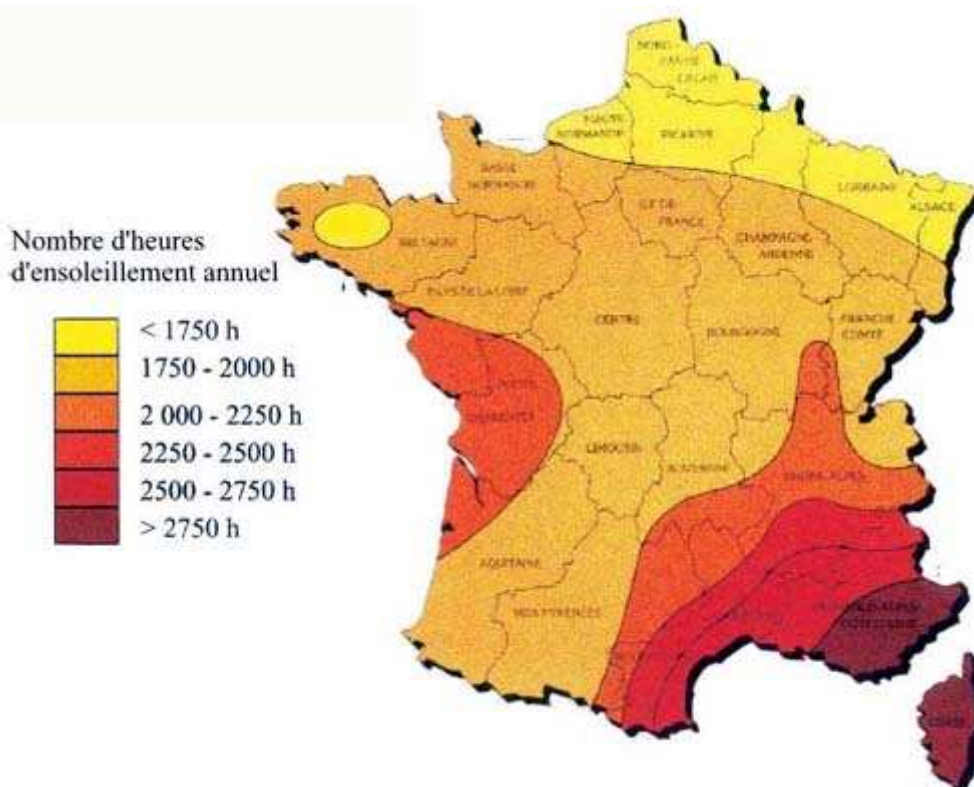 NORD
PAS DE
CALAIS
HAUTE
NORMANDIE
PICARDIE
BASSE
NORMANDIE
LORRAINE
ALSACE
ILE DE
FRANCE
CHAMPAGNE
ARDENNE
BRETAGNE
PAYS DE LA LOIRE
CENTRE
BOURGOGNE
FRANCHE
COMTE
CHARENTES
LIMOUSIN
AUVERGNE
RHONE-ALPES
AQUITAINE
MIDI PYRENEES
CORSE
Nombre d'heures
d'ensoleillement annuel
< 1750 h
1750 - 2000 h
2 000 - 2250 h
2250 - 2500 h
2500 - 2750 h
> 2750 h